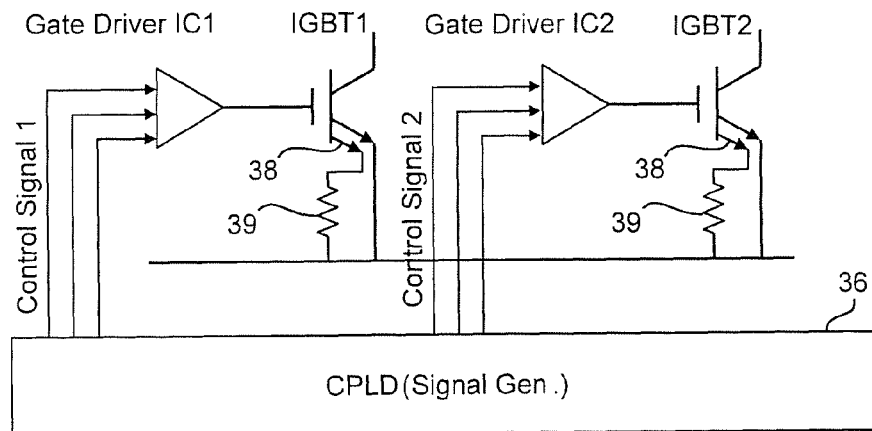 Gate Driver IC1
IGBT1
Gate Driver IC2
IGBT2
Control Signal 1
38
39
Control Signal 2
38
39
36
CPLD (Signal Gen .)